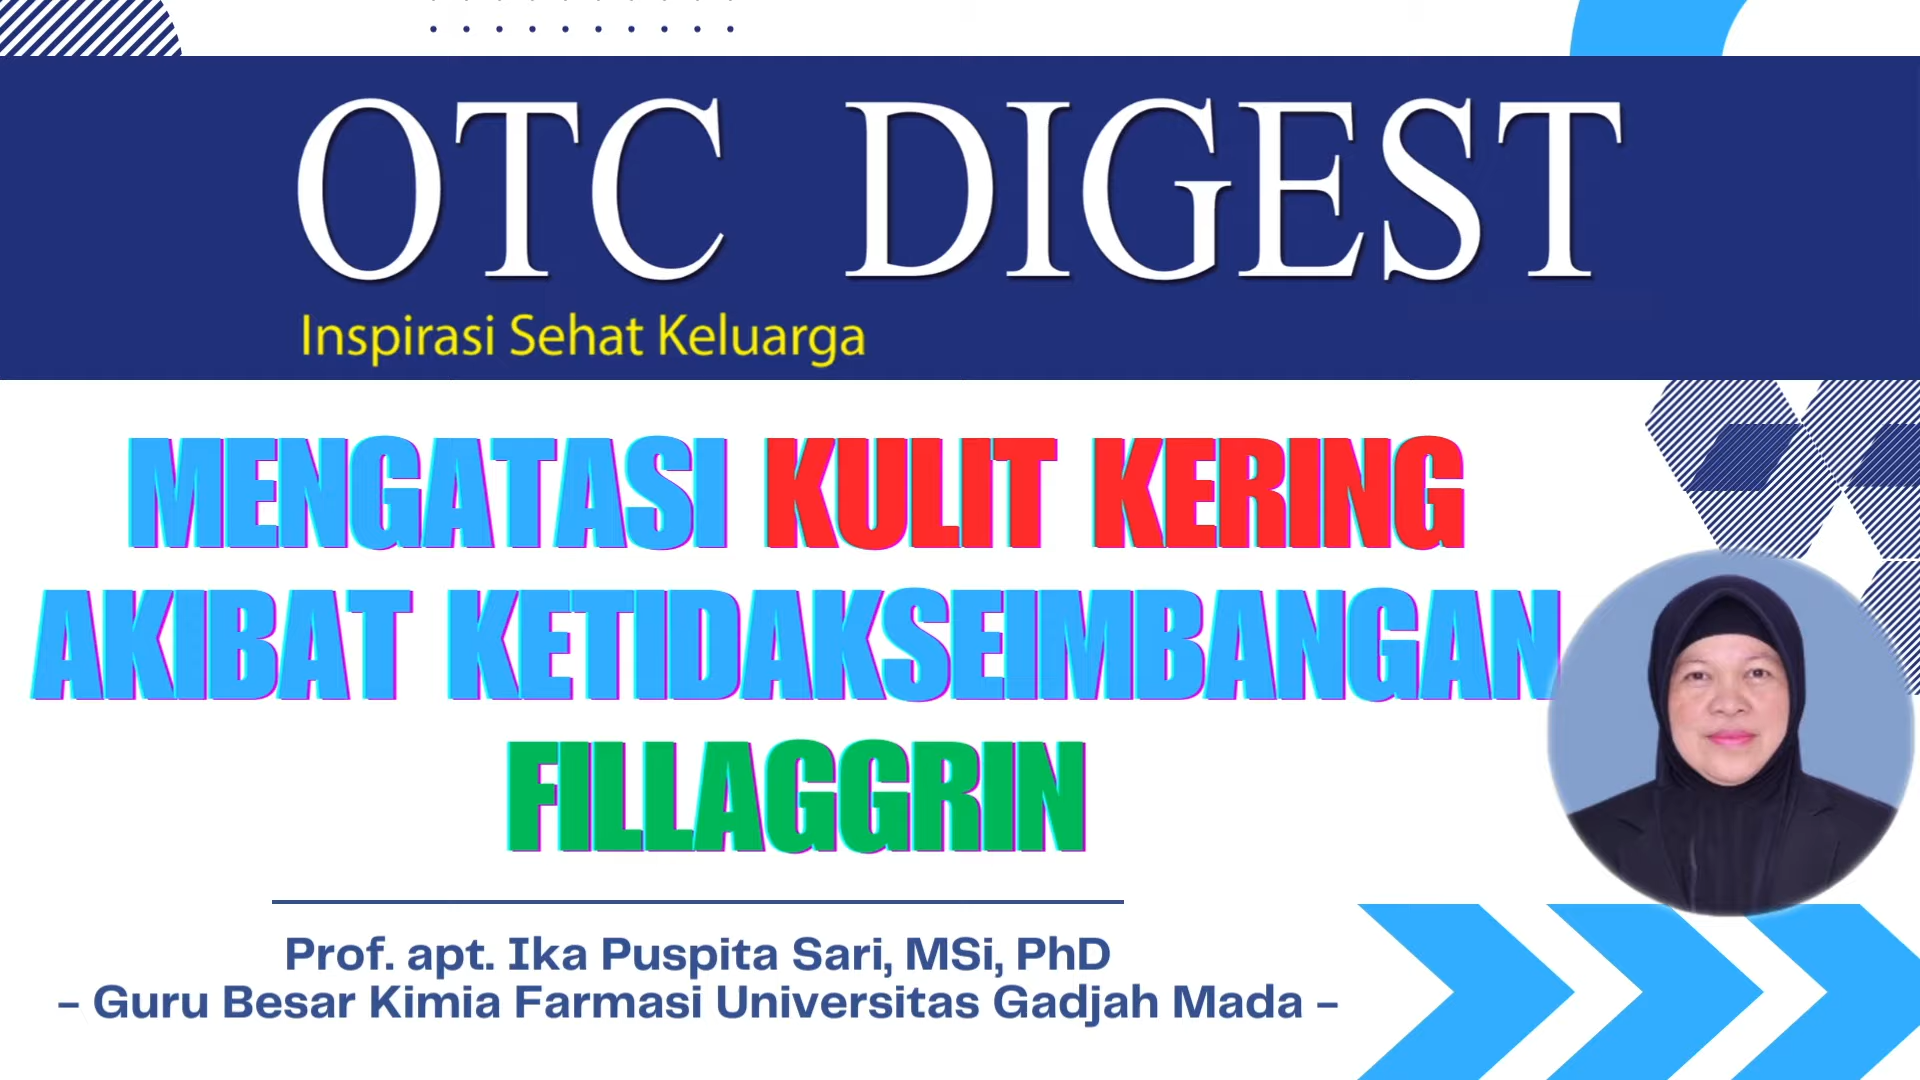 OTC DIGEST
Inspirasi Sehat Keluarga
MENGATASI KULIT KERING
AKIBAT KETIDAKSEIMBANGAN
FILLAGGRIN
Prof. apt. Ika Puspita Sari, MSi, PhD
- Guru Besar Kimia Farmasi Universitas Gadjah Mada -